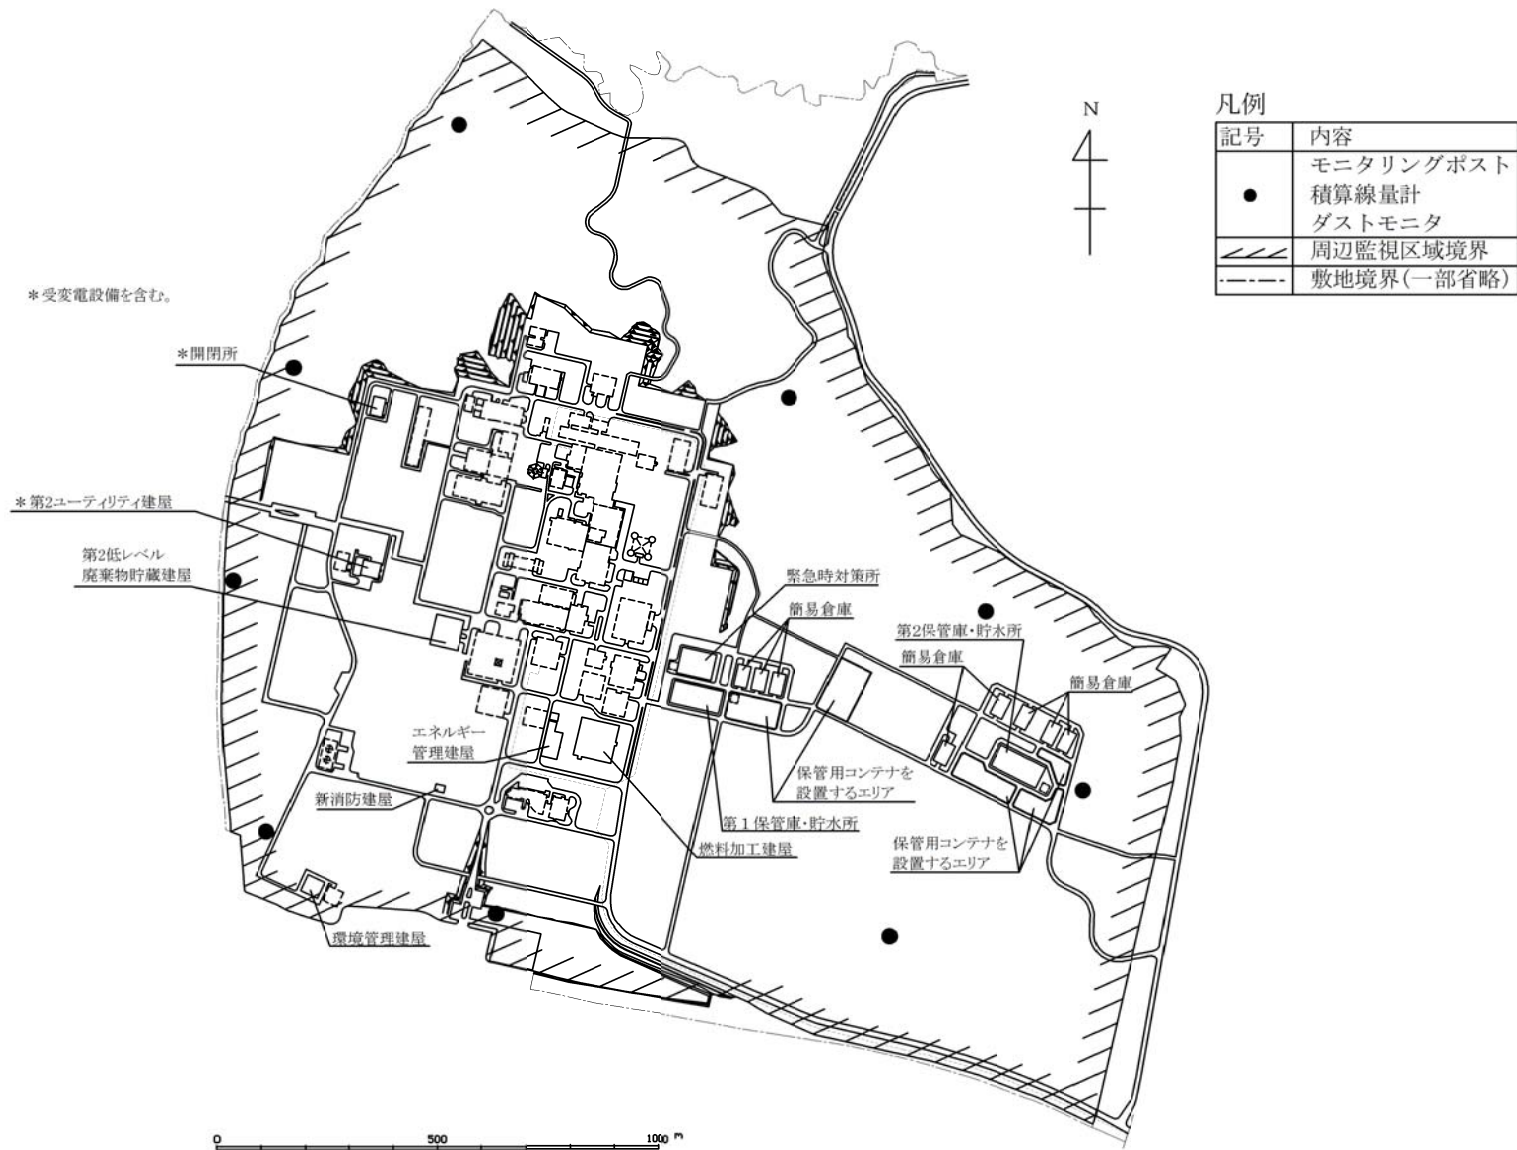 N
凡例
記号 内容
モニタリングポスト
積算線量計
ダストモニタ
周辺監視区域境界
敷地境界(一部省略)
＊受変電設備を含む。
＊開閉所
＊第2ユーティリティ建屋
第2低レベル
廃棄物貯蔵建屋
緊急時対策所
簡易倉庫
第2保管庫・貯水所
簡易倉庫
簡易倉庫
エネルギー
管理建屋
新消防建屋
保管用コンテナを
設置するエリア
第1保管庫・貯水所
燃料加工建屋
保管用コンテナを
設置するエリア
環境管理建屋
0 500 1000 m